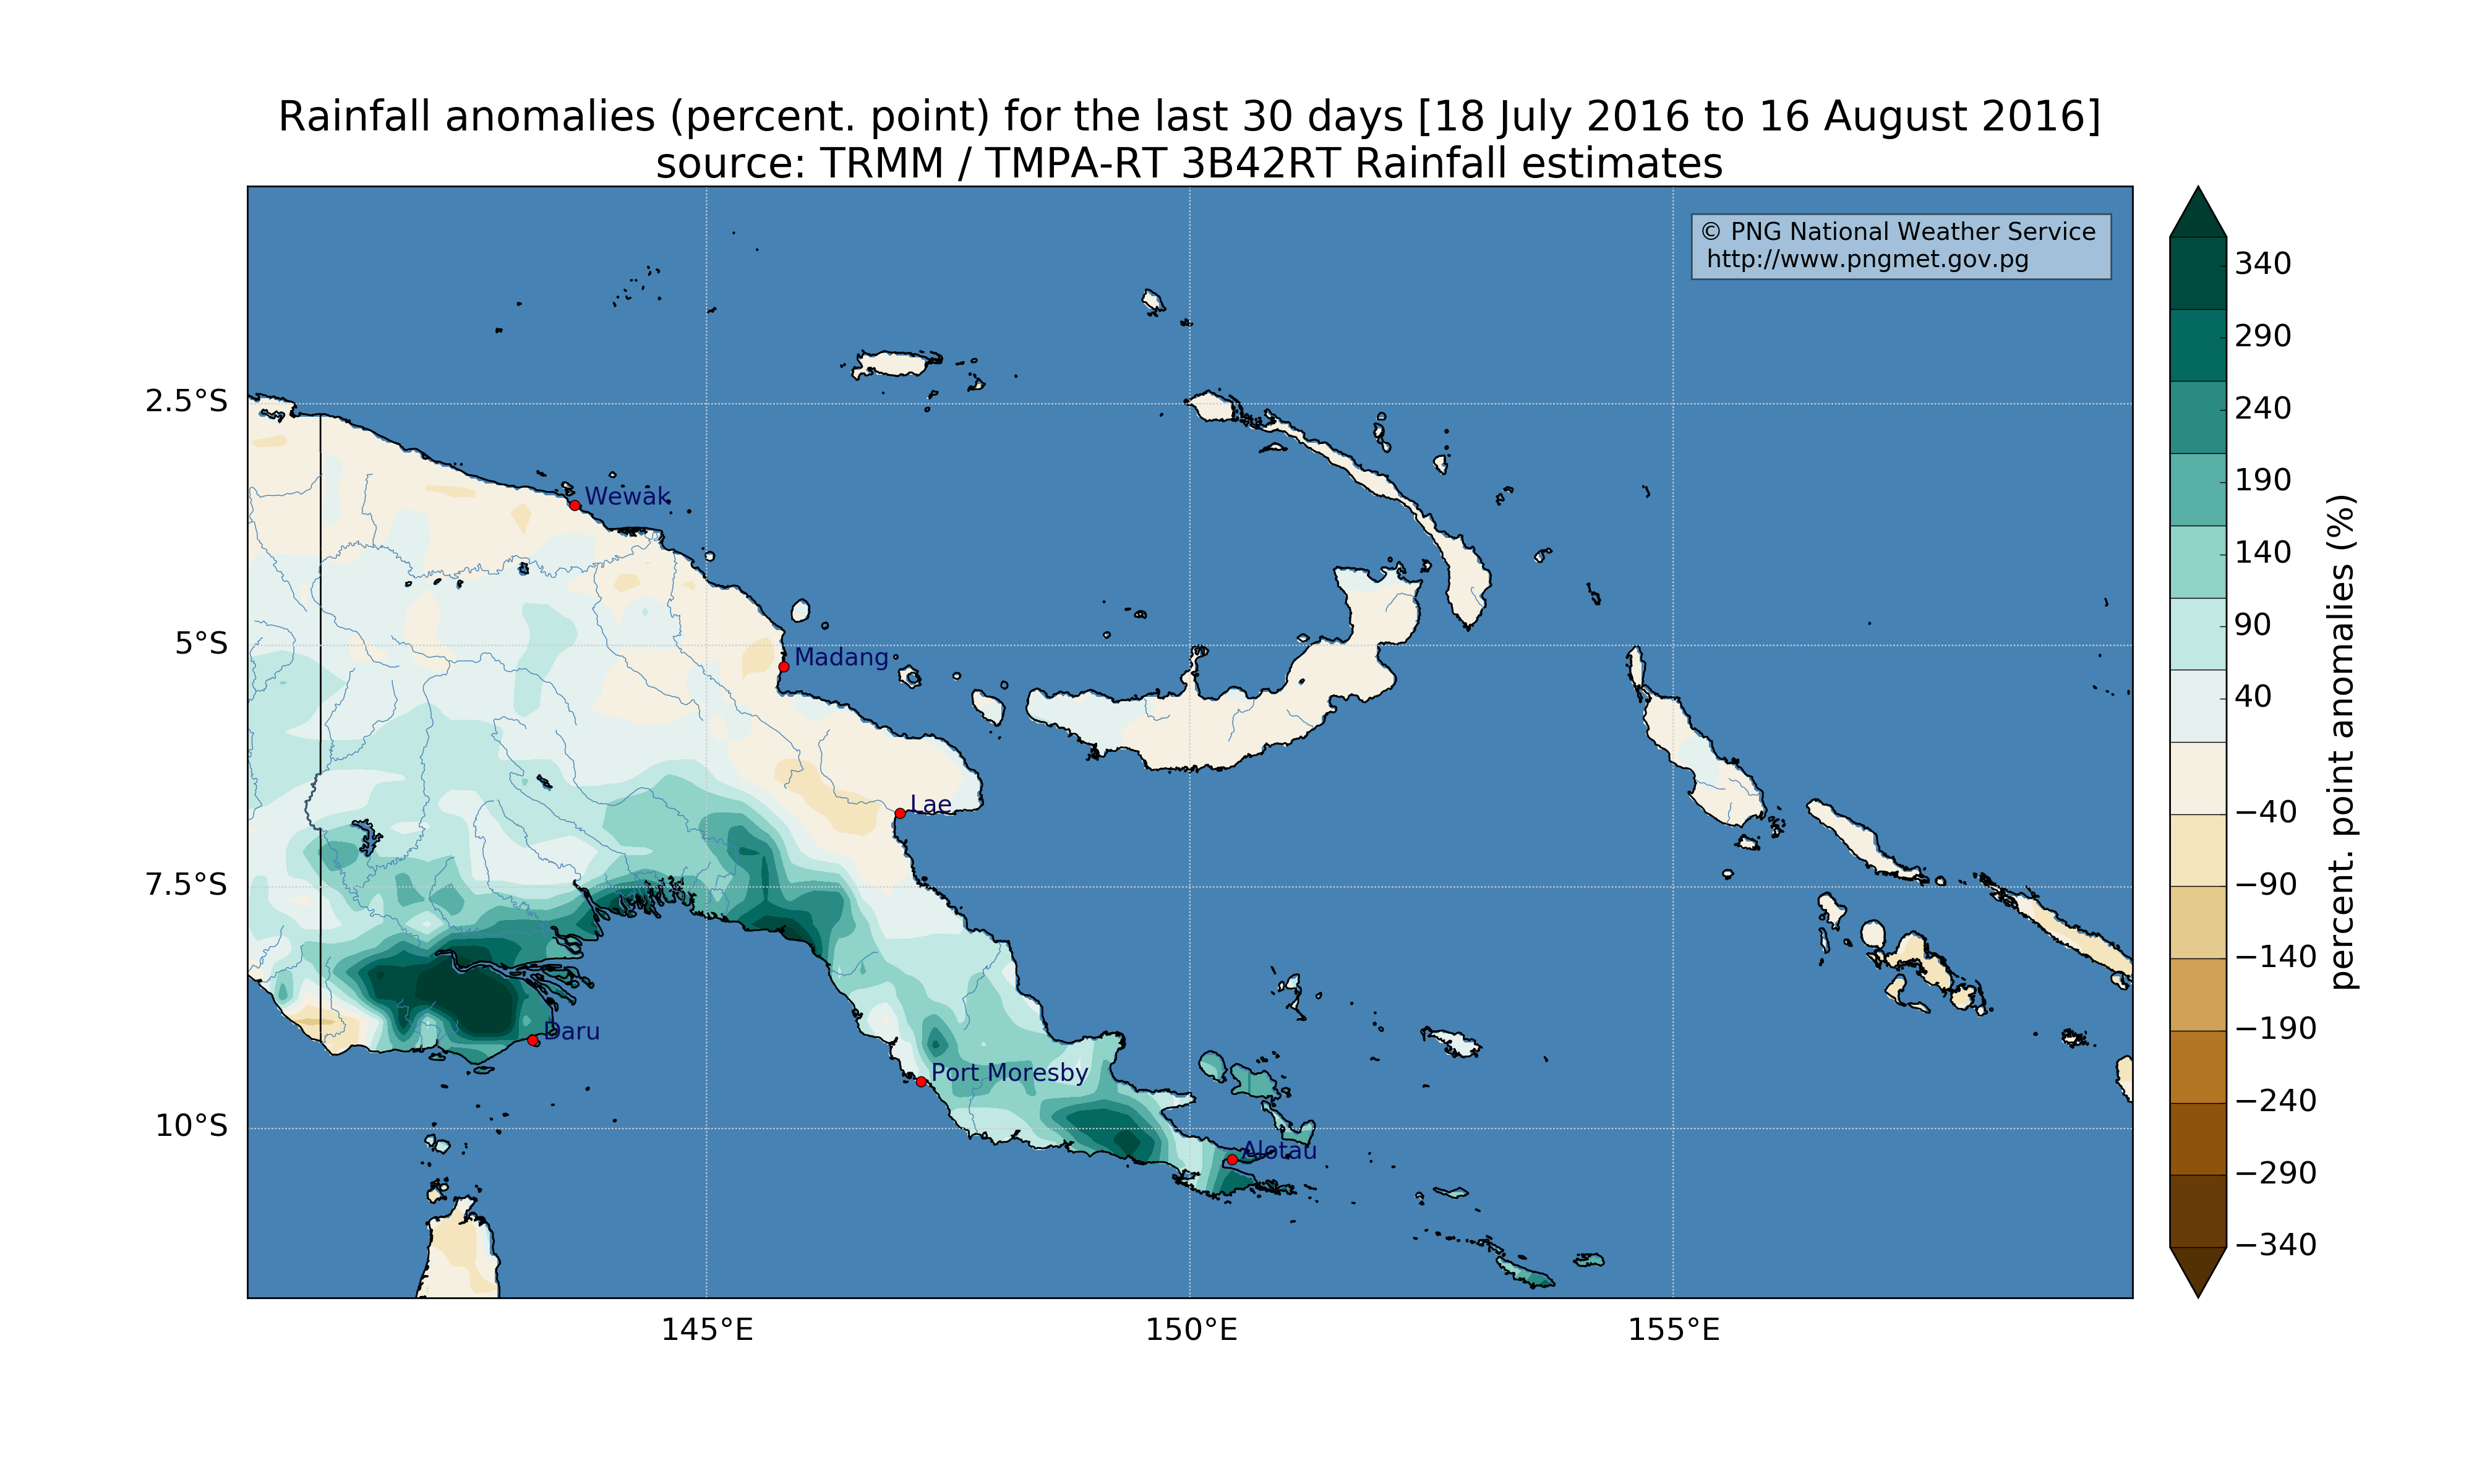 Rainfall anomalies (percent. point) for the last 30 days [18 July 2016 to 16 August 2016]
source: TRMM / TMPA-RT 3B42RT Rainfall estimates
© PNG National Weather Service
http://www.pngmet.gov.pg
2.5°S
5°S
7.5°S
10°S
145°E
150°E
155°E
Wewak
Madang
Lae
Daru
Port Moresby
Alotau
340
290
240
190
140
90
40
−40
−90
−140
−190
−240
−290
−340
percent. point anomalies (%)